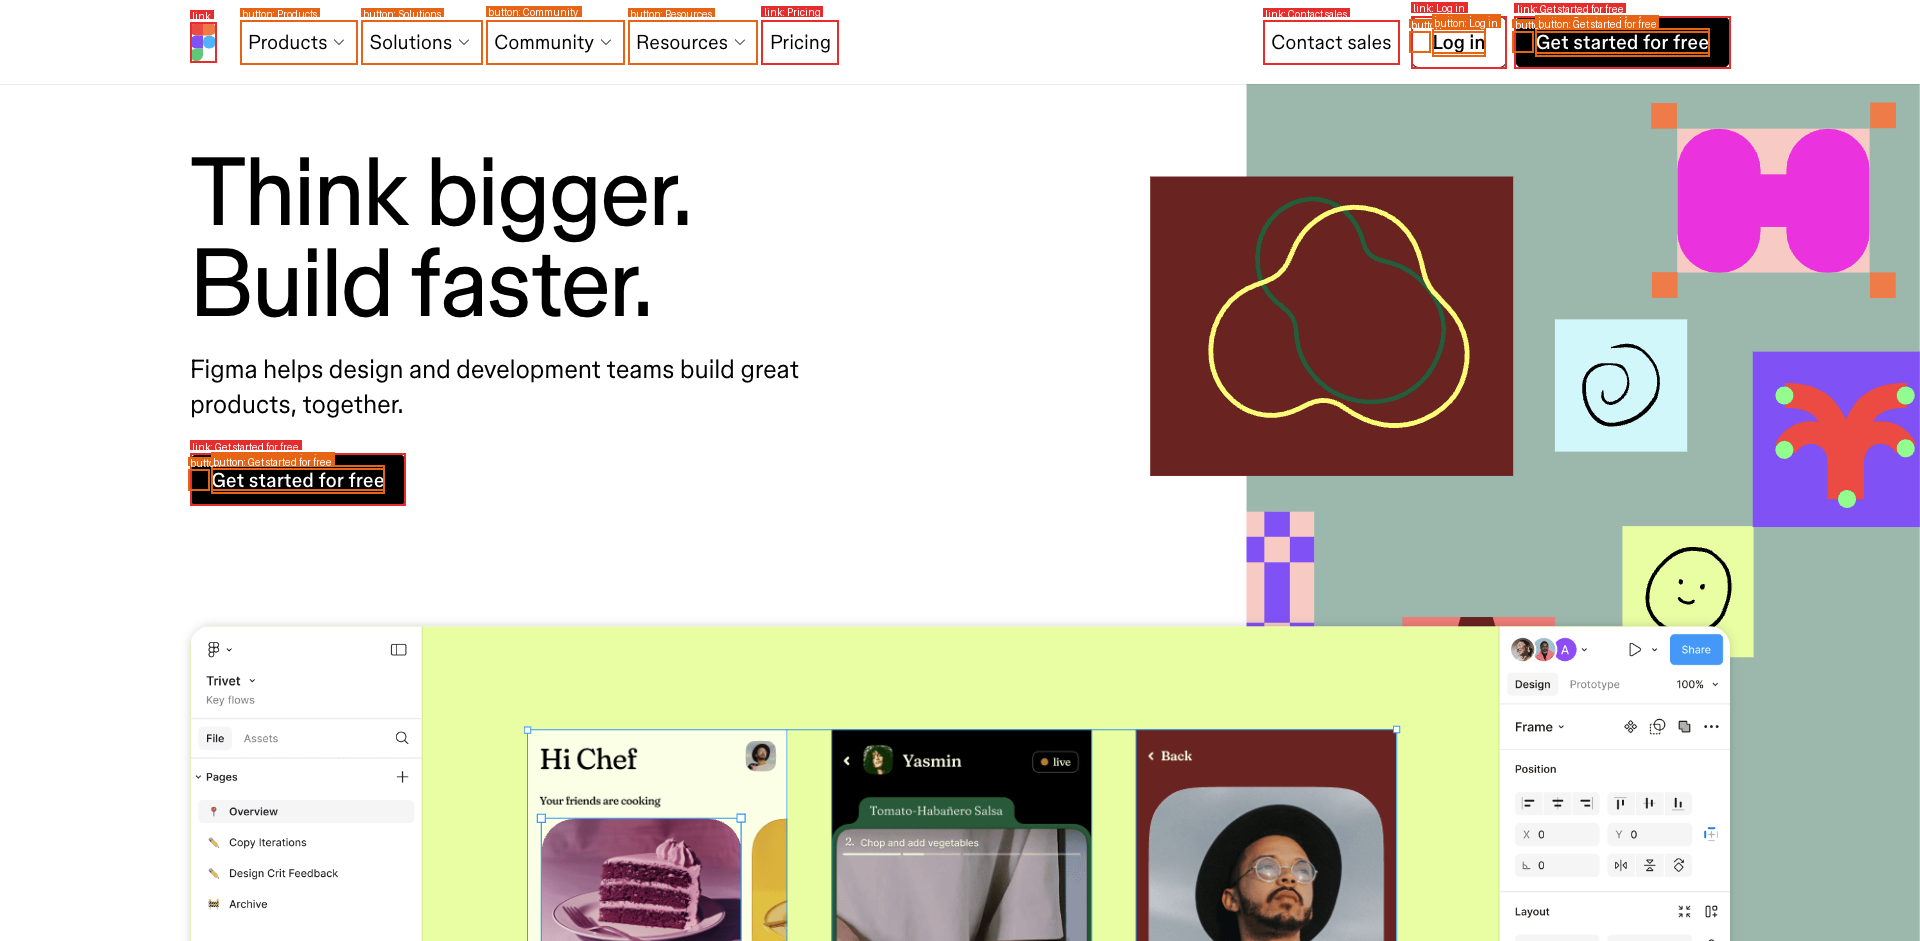 link
button: Products
button: Solutions
button: Community
button: Resources
link: Pricing
link: Contact sales
link: Log in
button: Log in
link: Get started for free
button: Get started for free
Products
Solutions
Community
Resources
Pricing
Contact sales
Log in
Get started for free
Think bigger.
Build faster.
Figma helps design and development teams build great
products, together.
link: Get started for free
button: Get started for free
Get started for free
Trivet
Key flows
File
Assets
Pages
Overview
Copy Iterations
Design Crit Feedback
Archive
Hi Chef
Your friends are cooking
Yasmin
live
Tomato-Habañero Salsa
2. Chop and add vegetables
Back
A
Share
Design
Prototype
100%
Frame
Position
X 0
Y 0
0
Layout